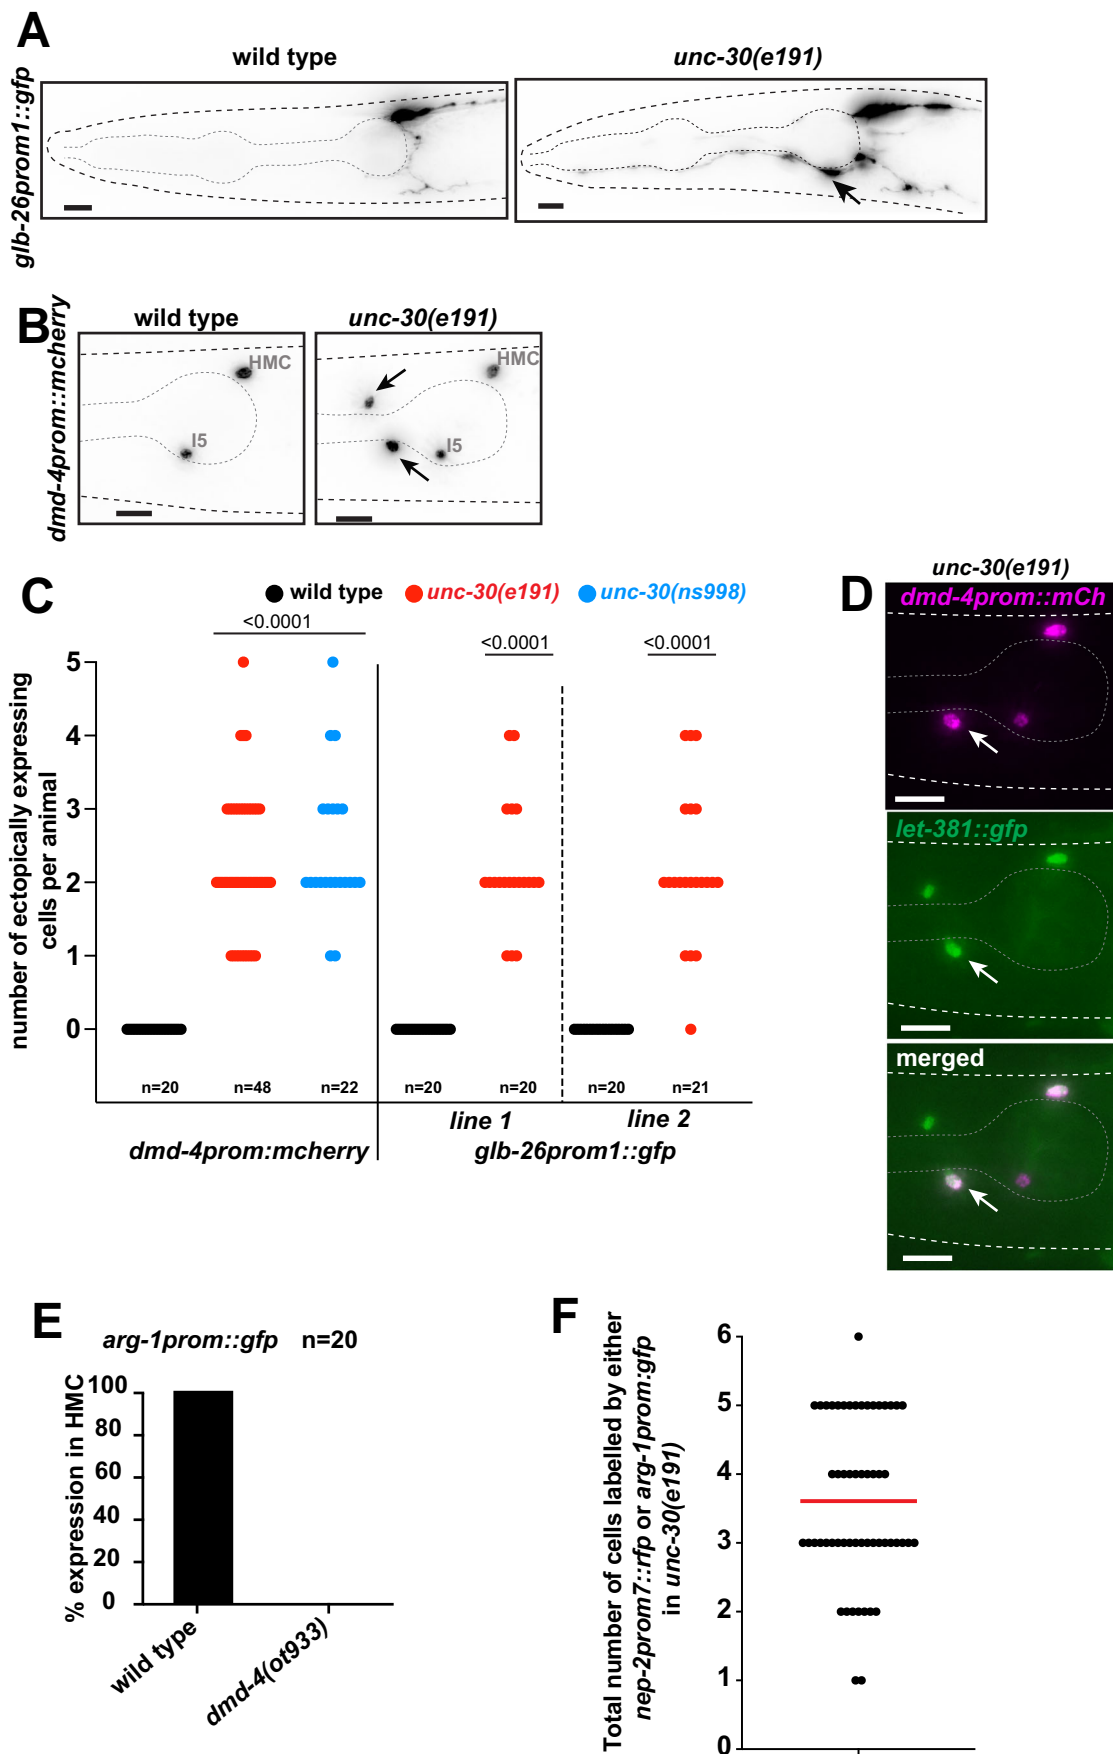 A
wild type
unc-30(e191)
glb-26prom1::gfp
B
wild type
unc-30(e191)
dmd-4prom::mcherry
HMC
I5
HMC
I5
C
wild type
unc-30(e191)
unc-30(ns998)
<0.0001
<0.0001
<0.0001
number of ectopically expressing
cells per animal
5
4
3
2
1
0
n=20
n=48
n=22
n=20
n=20
n=20
n=21
line 1
line 2
dmd-4prom:mcherry
glb-26prom1::gfp
D
unc-30(e191)
dmd-4prom::mCh
let-381::gfp
merged
E
arg-1prom::gfp n=20
% expression in HMC
100
80
60
40
20
0
wild type
dmd-4(ot933)
F
Total number of cells labelled by either
nep-2prom7::rfp or arg-1prom:gfp
in unc-30(e191)
6
5
4
3
2
1
0